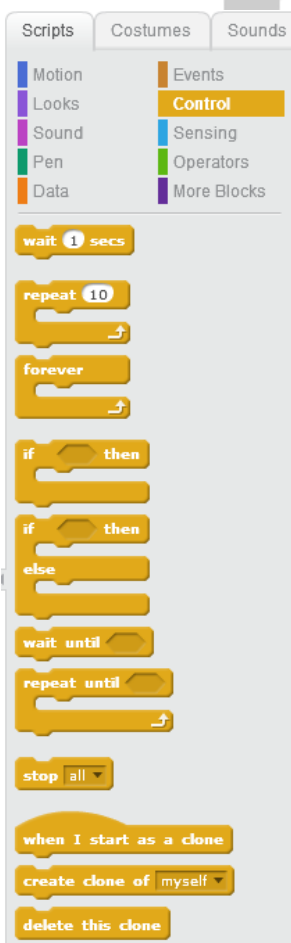 Scripts Costumes Sounds
Motion Events
Looks Control
Sound Sensing
Pen Operators
Data More Blocks
wait 1 secs
repeat 10
forever
if then
if then
else
wait until
repeat until
stop all
when I start as a clone
create clone of myself
delete this clone